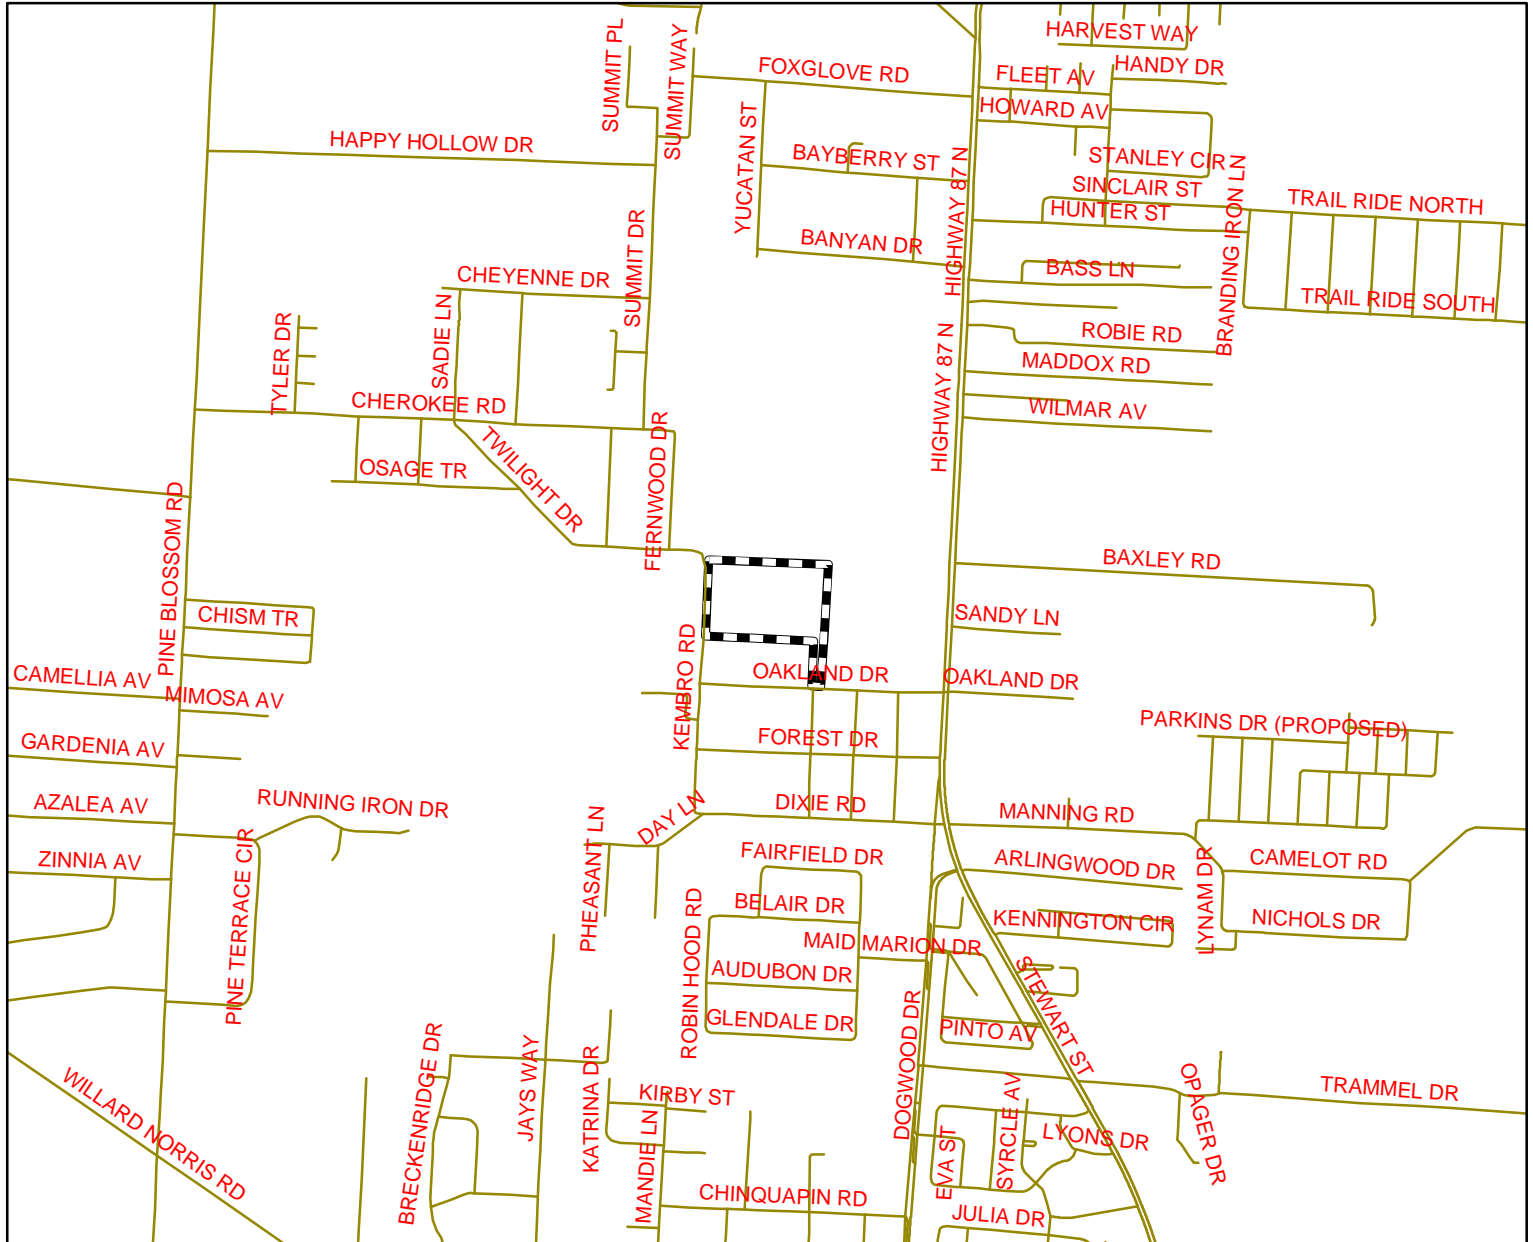 HARVEST WAY
SUMMIT PL
SUMMIT WAY
FOXGLOVE RD
FLEET AV
HANDY DR
HOWARD AV
HAPPY HOLLOW DR
YUCATAN ST
BAYBERRY ST
HIGHWAY 87 N
STANLEY CIR
SINCLAIR ST
BRANDING IRON LN
TRAIL RIDE NORTH
HUNTER ST
SUMMIT DR
BANYAN DR
CHEYENNE DR
BASS LN
TRAIL RIDE SOUTH
TYLER DR
SADIE LN
HIGHWAY 87 N
ROBIE RD
MADDOX RD
CHEROKEE RD
WILMAR AV
TWILIGHT DR
FERNWOOD DR
OSAGE TR
PINE BLOSSOM RD
BAXLEY RD
CHISM TR
SANDY LN
KEMBRO RD
CAMELLIA AV
MIMOSA AV
OAKLAND DR
OAKLAND DR
PARKINS DR (PROPOSED)
GARDENIA AV
FOREST DR
AZALEA AV
RUNNING IRON DR
PHEASANT LN
DAY LN
DIXIE RD
MANNING RD
ZINNIA AV
PINE TERRACE CIR
FAIRFIELD DR
ARLINGWOOD DR
LYNAM DR
CAMELOT RD
ROBIN HOOD RD
BELAIR DR
KENNINGTON CIR
NICHOLS DR
MAID MARION DR
AUDUBON DR
STEWART ST
GLENDALE DR
DOGWOOD DR
PINTO AV
BRECKENRIDGE DR
JAYS WAY
KATRINA DR
WILLARD NORRIS RD
KIRBY ST
MANDIE LN
SYRCLE AV
OPAGER DR
TRAMMEL DR
EVA ST
LYONS DR
CHINQUAPIN RD
JULIA DR